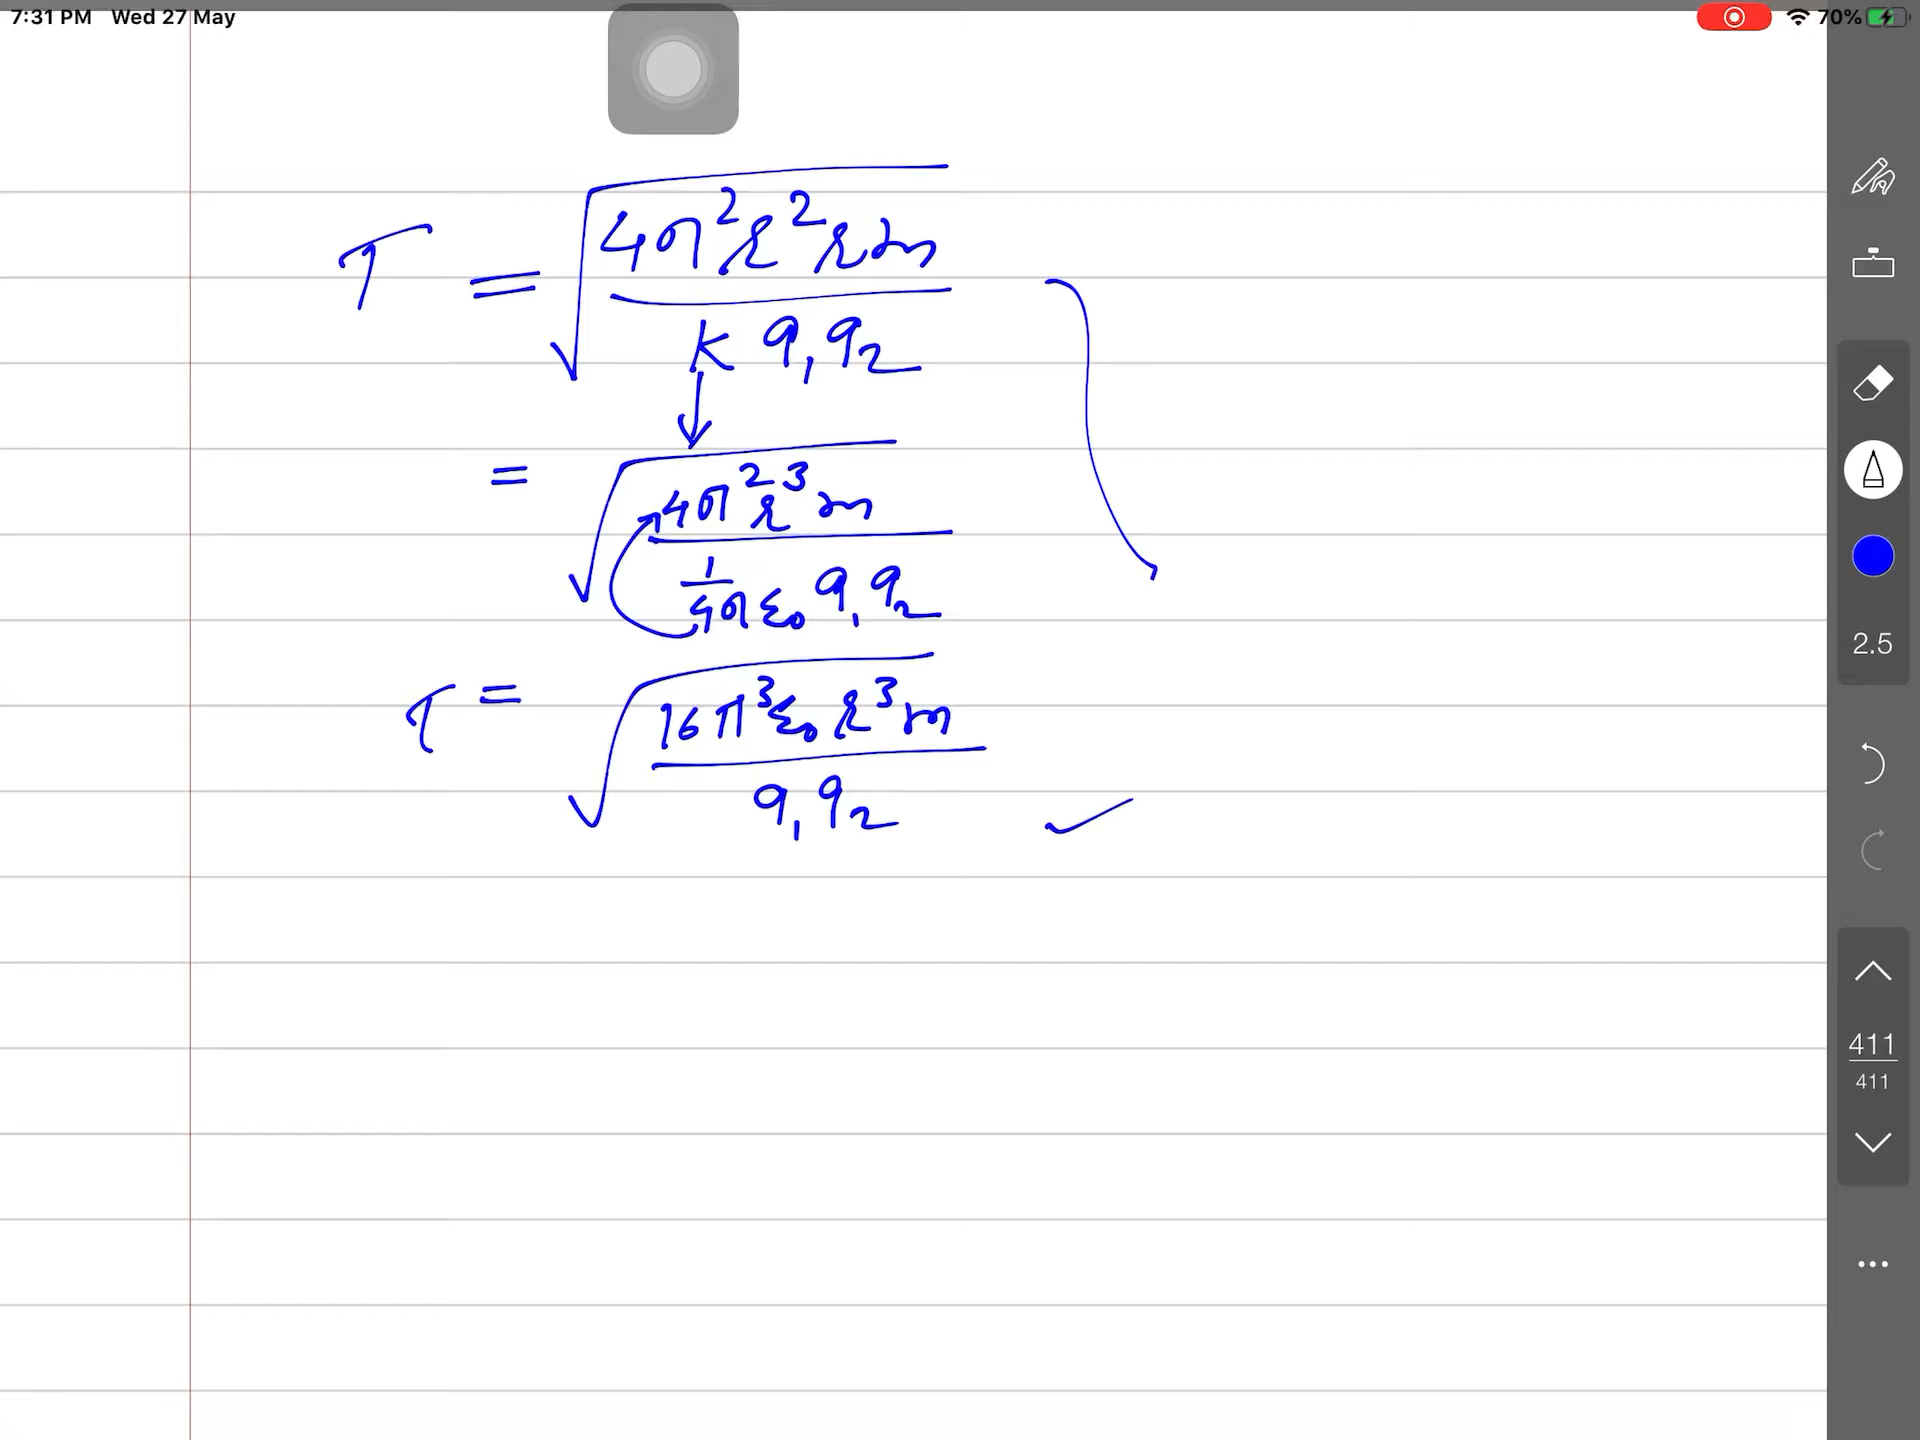 7:31 PM Wed 27 May 70%
T = √(4π²r²rm / k q₁q₂)
= √(4π²r³m / (1/4πε₀) q₁q₂)
T = √(16π³ε₀r³m / q₁q₂)
2.5
411
411